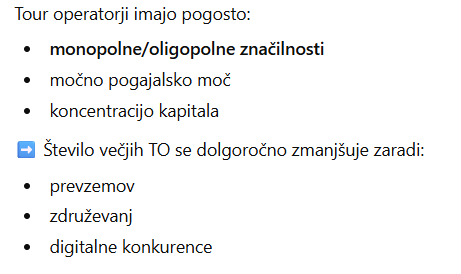 Tour operatorji imajo pogosto:
• monopolne/oligopolne značilnosti
• močno pogajalsko moč
• koncentracijo kapitala
➡️ Število večjih TO se dolgoročno zmanjšuje zaradi:
• prevzemov
• združevanj
• digitalne konkurence